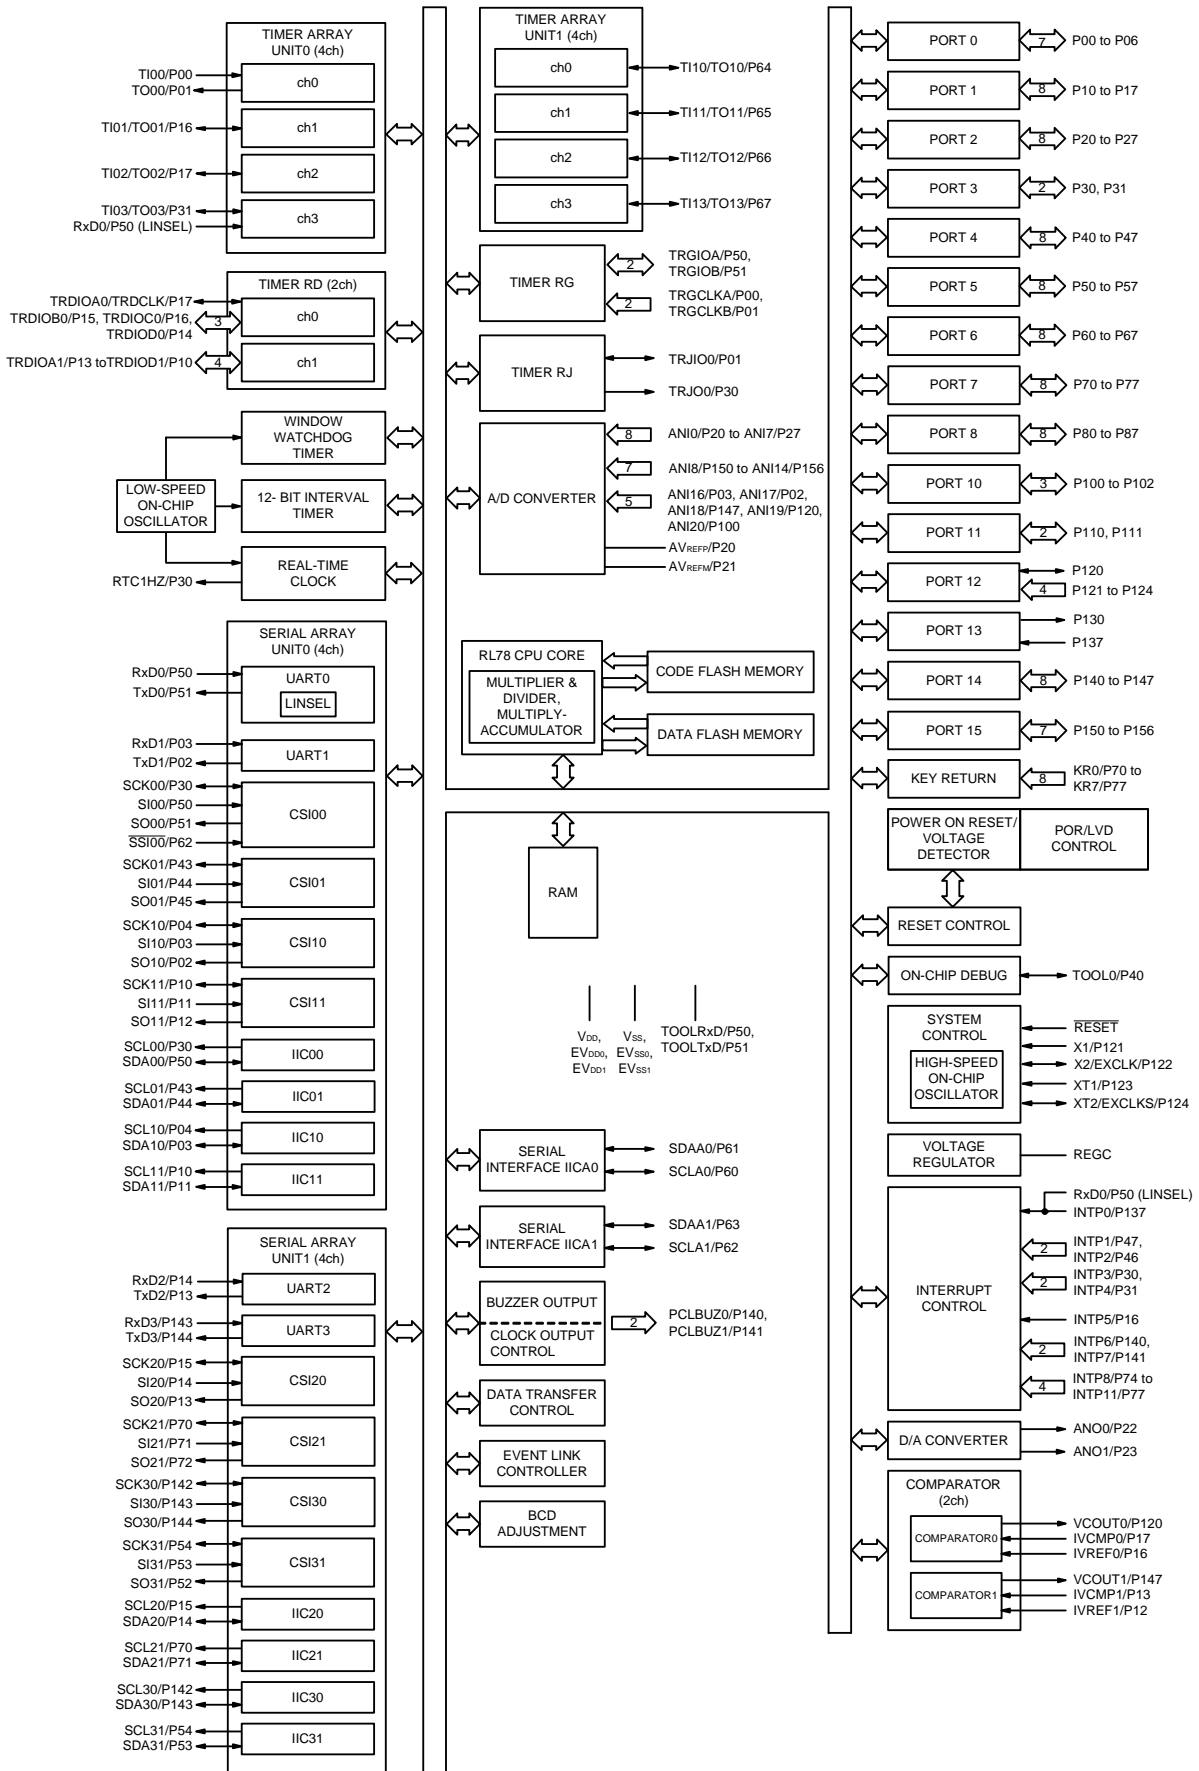 TIMER ARRAY
UNIT0 (4ch)
TI00/P00
TO00/P01
ch0
TI01/TO01/P16
ch1
TI02/TO02/P17
ch2
TI03/TO03/P31
RxD0/P50 (LINSEL)
ch3
TIMER RD (2ch)
TRDIOA0/TRDCLK/P17
TRDIOB0/P15, TRDIOC0/P16,
TRDIOD0/P14
3
ch0
TRDIOA1/P13 toTRDIOD1/P10
4
ch1
WINDOW
WATCHDOG
TIMER
LOW-SPEED
ON-CHIP
OSCILLATOR
12- BIT INTERVAL
TIMER
REAL-TIME
CLOCK
RTC1HZ/P30
SERIAL ARRAY
UNIT0 (4ch)
RxD0/P50
TxD0/P51
UART0
LINSEL
RxD1/P03
TxD1/P02
UART1
SCK00/P30
SI00/P50
SO00/P51
SSI00/P62
CSI00
SCK01/P43
SI01/P44
SO01/P45
CSI01
SCK10/P04
SI10/P03
SO10/P02
CSI10
SCK11/P10
SI11/P11
SO11/P12
CSI11
SCL00/P30
SDA00/P50
IIC00
SCL01/P43
SDA01/P44
IIC01
SCL10/P04
SDA10/P03
IIC10
SCL11/P10
SDA11/P11
IIC11
SERIAL ARRAY
UNIT1 (4ch)
RxD2/P14
TxD2/P13
UART2
RxD3/P143
TxD3/P144
UART3
SCK20/P15
SI20/P14
SO20/P13
CSI20
SCK21/P70
SI21/P71
SO21/P72
CSI21
SCK30/P142
SI30/P143
SO30/P144
CSI30
SCK31/P54
SI31/P53
SO31/P52
CSI31
SCL20/P15
SDA20/P14
IIC20
SCL21/P70
SDA21/P71
IIC21
SCL30/P142
SDA30/P143
IIC30
SCL31/P54
SDA31/P53
IIC31
TIMER ARRAY
UNIT1 (4ch)
ch0
TI10/TO10/P64
ch1
TI11/TO11/P65
ch2
TI12/TO12/P66
ch3
TI13/TO13/P67
TIMER RG
2
TRGIOA/P50,
TRGIOB/P51
2
TRGCLKA/P00,
TRGCLKB/P01
TIMER RJ
TRJIO0/P01
TRJO0/P30
A/D CONVERTER
8
ANI0/P20 to ANI7/P27
7
ANI8/P150 to ANI14/P156
5
ANI16/P03, ANI17/P02,
ANI18/P147, ANI19/P120,
ANI20/P100
AVREFP/P20
AVREFM/P21
RL78 CPU CORE
MULTIPLIER &
DIVIDER,
MULTIPLY-
ACCUMULATOR
CODE FLASH MEMORY
DATA FLASH MEMORY
RAM
VDD,
EVDD0,
EVDD1
VSS,
EVSS0,
EVSS1
TOOLRxD/P50,
TOOLTxD/P51
SERIAL
INTERFACE IICA0
SDAA0/P61
SCLA0/P60
SERIAL
INTERFACE IICA1
SDAA1/P63
SCLA1/P62
BUZZER OUTPUT
CLOCK OUTPUT
CONTROL
2
PCLBUZ0/P140,
PCLBUZ1/P141
DATA TRANSFER
CONTROL
EVENT LINK
CONTROLLER
BCD
ADJUSTMENT
PORT 0
7
P00 to P06
PORT 1
8
P10 to P17
PORT 2
8
P20 to P27
PORT 3
2
P30, P31
PORT 4
8
P40 to P47
PORT 5
8
P50 to P57
PORT 6
8
P60 to P67
PORT 7
8
P70 to P77
PORT 8
8
P80 to P87
PORT 10
3
P100 to P102
PORT 11
2
P110, P111
PORT 12
P120
4
P121 to P124
PORT 13
P130
P137
PORT 14
8
P140 to P147
PORT 15
7
P150 to P156
KEY RETURN
8
KR0/P70 to
KR7/P77
POWER ON RESET/
VOLTAGE
DETECTOR
POR/LVD
CONTROL
RESET CONTROL
ON-CHIP DEBUG
TOOL0/P40
SYSTEM
CONTROL
HIGH-SPEED
ON-CHIP
OSCILLATOR
RESET
X1/P121
X2/EXCLK/P122
XT1/P123
XT2/EXCLKS/P124
VOLTAGE
REGULATOR
REGC
INTERRUPT
CONTROL
RxD0/P50 (LINSEL)
INTP0/P137
2
INTP1/P47,
INTP2/P46
2
INTP3/P30,
INTP4/P31
INTP5/P16
2
INTP6/P140,
INTP7/P141
4
INTP8/P74 to
INTP11/P77
D/A CONVERTER
ANO0/P22
ANO1/P23
COMPARATOR
(2ch)
COMPARATOR0
VCOUT0/P120
IVCMP0/P17
IVREF0/P16
COMPARATOR1
VCOUT1/P147
IVCMP1/P13
IVREF1/P12